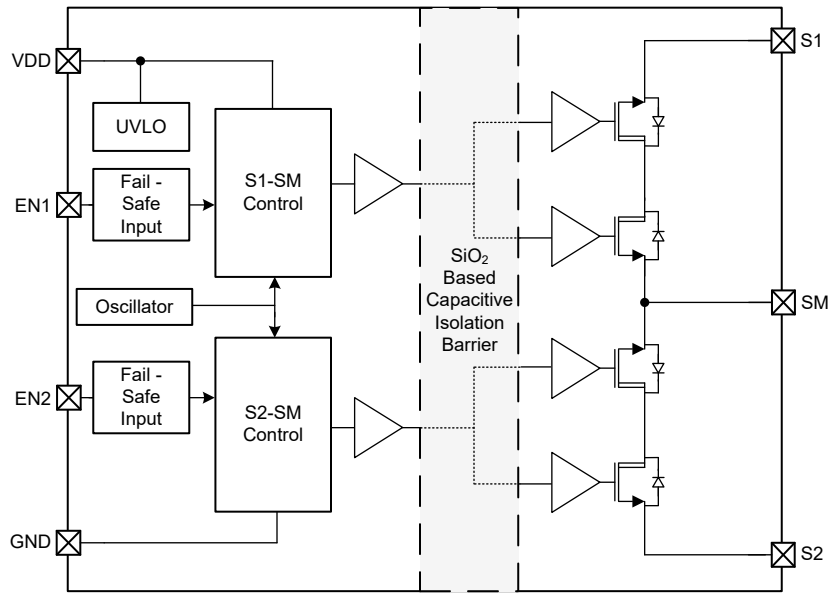 VDD
S1
UVLO
Fail -
Safe
Input
S1-SM
Control
EN1
SiO₂
Based
Capacitive
Isolation
Barrier
Oscillator
SM
EN2
Fail -
Safe
Input
S2-SM
Control
GND
S2